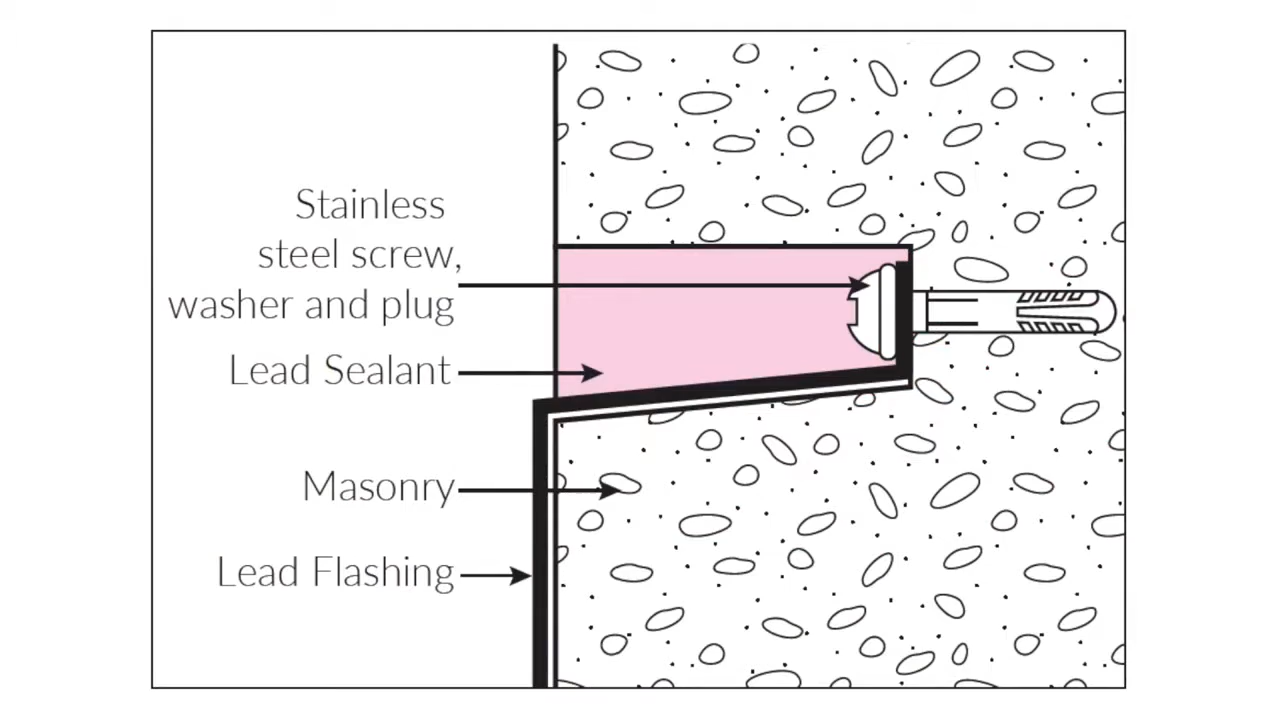 Stainless
steel screw,
washer and plug
Lead Sealant
Masonry
Lead Flashing